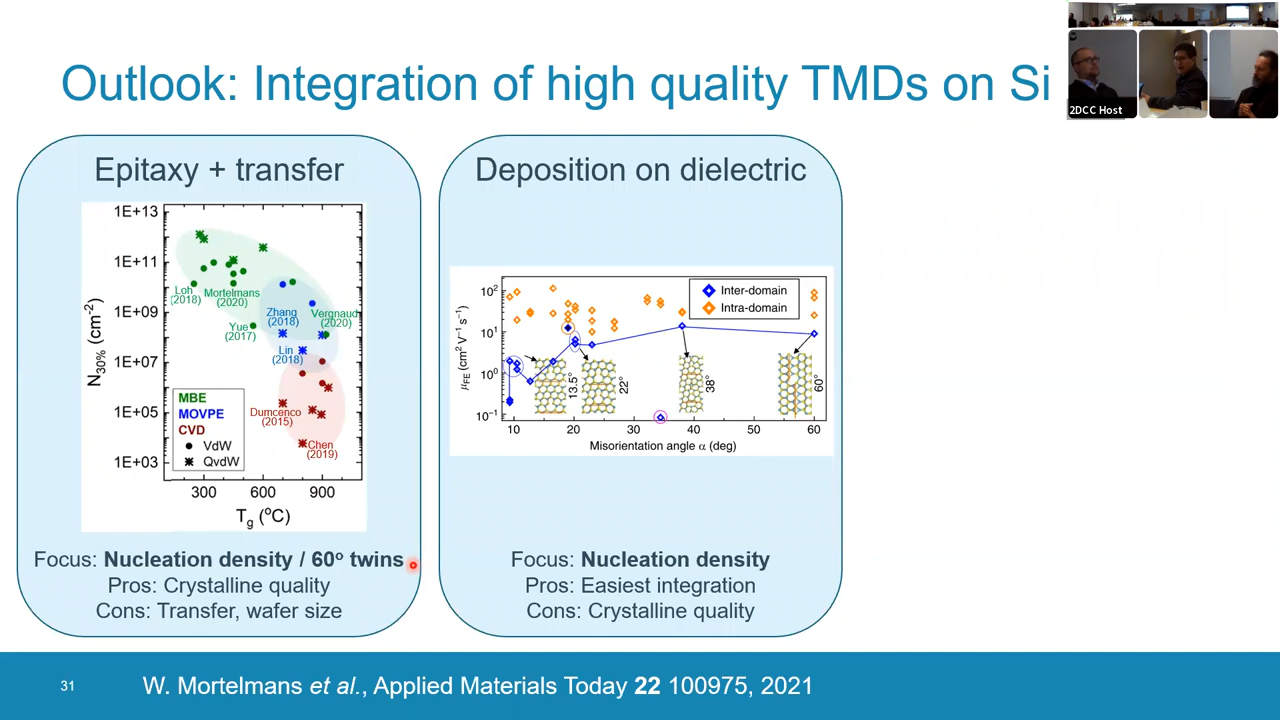 Outlook: Integration of high quality TMDs on Si
2DCC Host
Epitaxy + transfer
1E+13
1E+11
1E+09
1E+07
1E+05
1E+03
N30% (cm-2)
Loh
(2018)
Mortelmans
(2020)
Yue
(2017)
Zhang
(2018)
Vergnaud
(2020)
Lin
(2018)
Dumcenco
(2015)
Chen
(2019)
MBE
MOVPE
CVD
VdW
QvdW
300 600 900
Tg (°C)
Focus: Nucleation density / 60° twins
Pros: Crystalline quality
Cons: Transfer, wafer size
Deposition on dielectric
Inter-domain
Intra-domain
10²
10¹
10⁰
10⁻¹
μFE (cm² V⁻¹ s⁻¹)
13.5°
22°
38°
60°
10 20 30 40 50 60
Misorientation angle α (deg)
Focus: Nucleation density
Pros: Easiest integration
Cons: Crystalline quality
31
W. Mortelmans et al., Applied Materials Today 22 100975, 2021